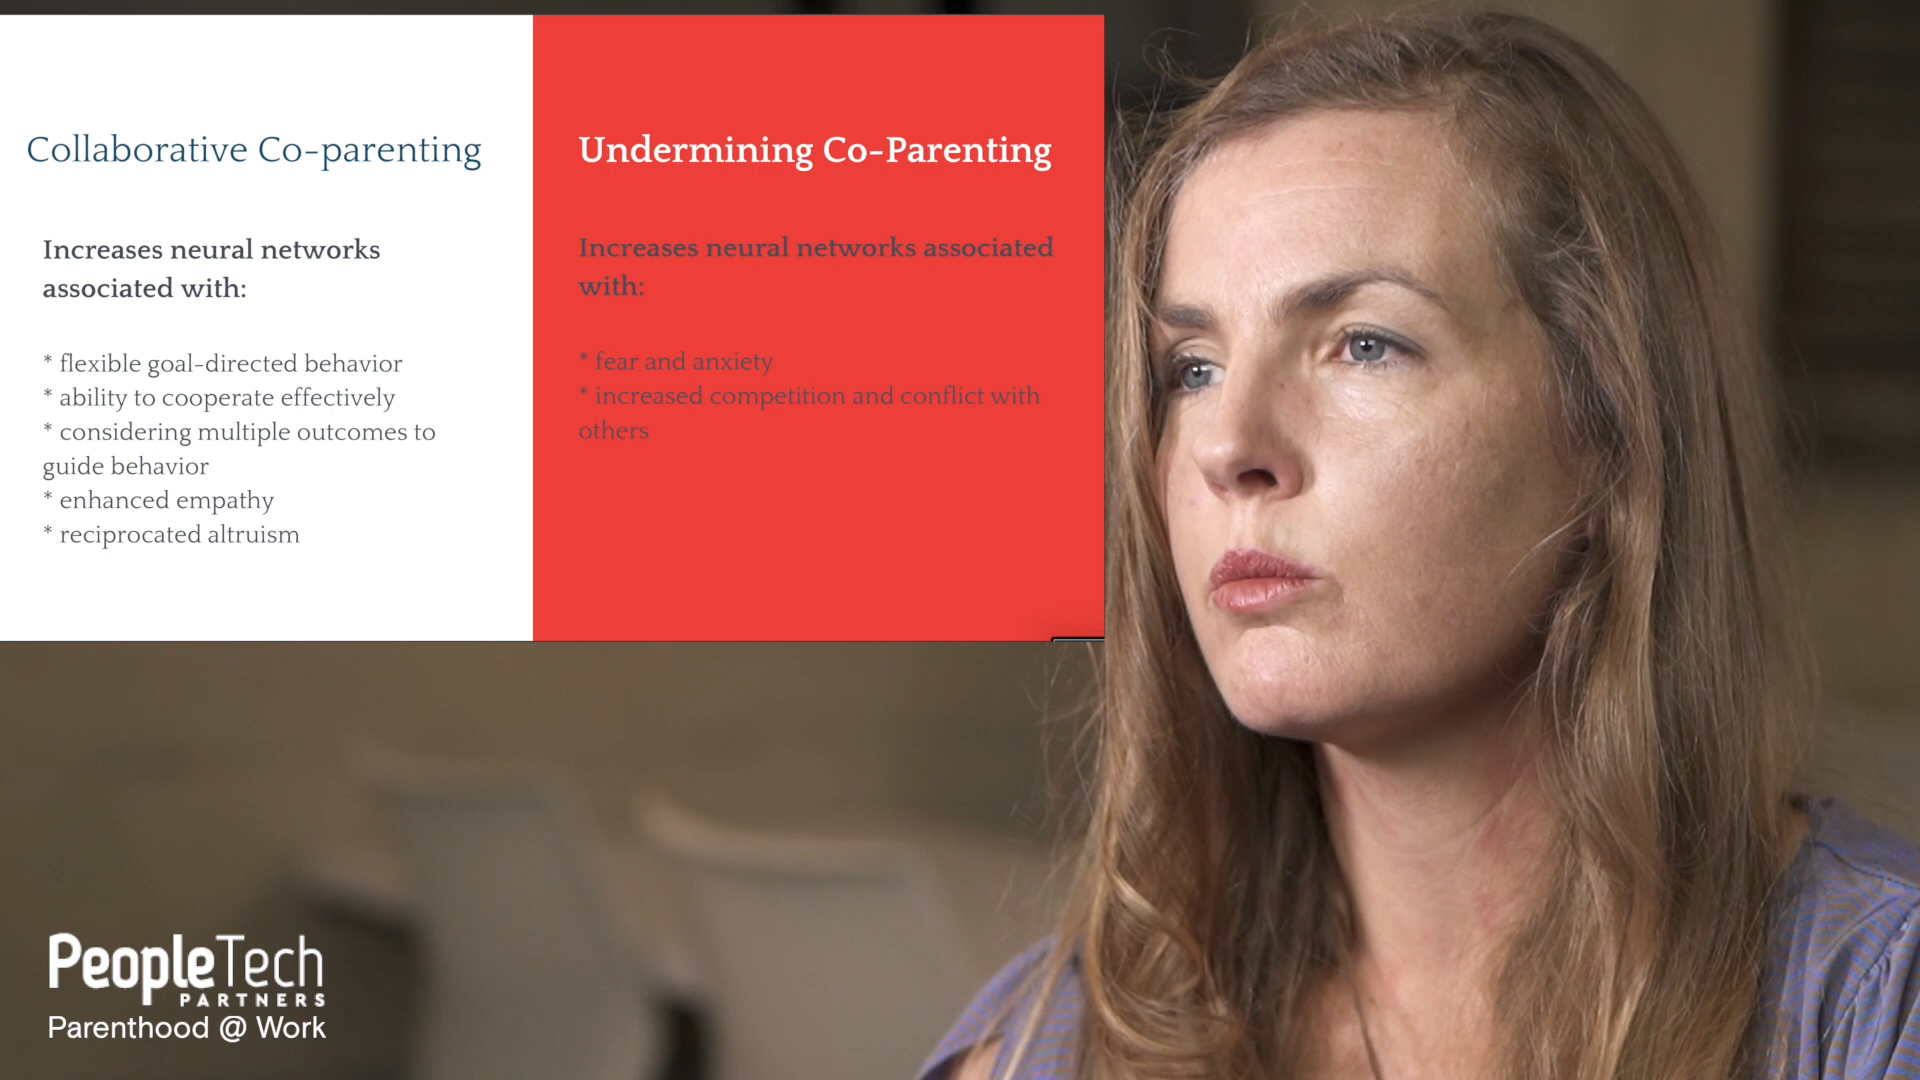 Collaborative Co-parenting
Increases neural networks
associated with:
* flexible goal-directed behavior
* ability to cooperate effectively
* considering multiple outcomes to
guide behavior
* enhanced empathy
* reciprocated altruism
Undermining Co-Parenting
Increases neural networks associated
with:
* fear and anxiety
* increased competition and conflict with
others
PeopleTech
PARTNERS
Parenthood @ Work